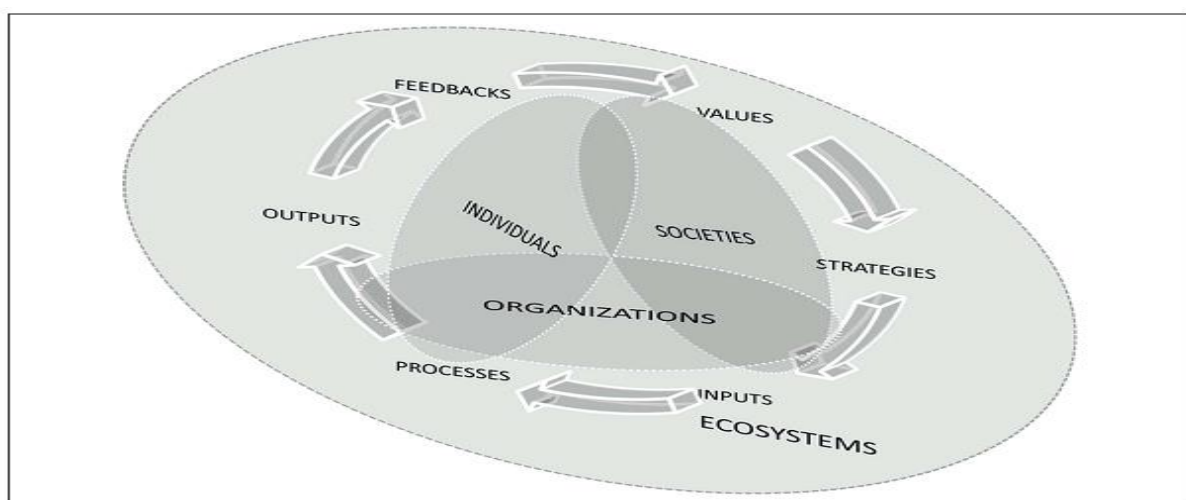 FEEDBACKS
VALUES
OUTPUTS
INDIVIDUALS
SOCIETIES
STRATEGIES
ORGANIZATIONS
PROCESSES
INPUTS
ECOSYSTEMS